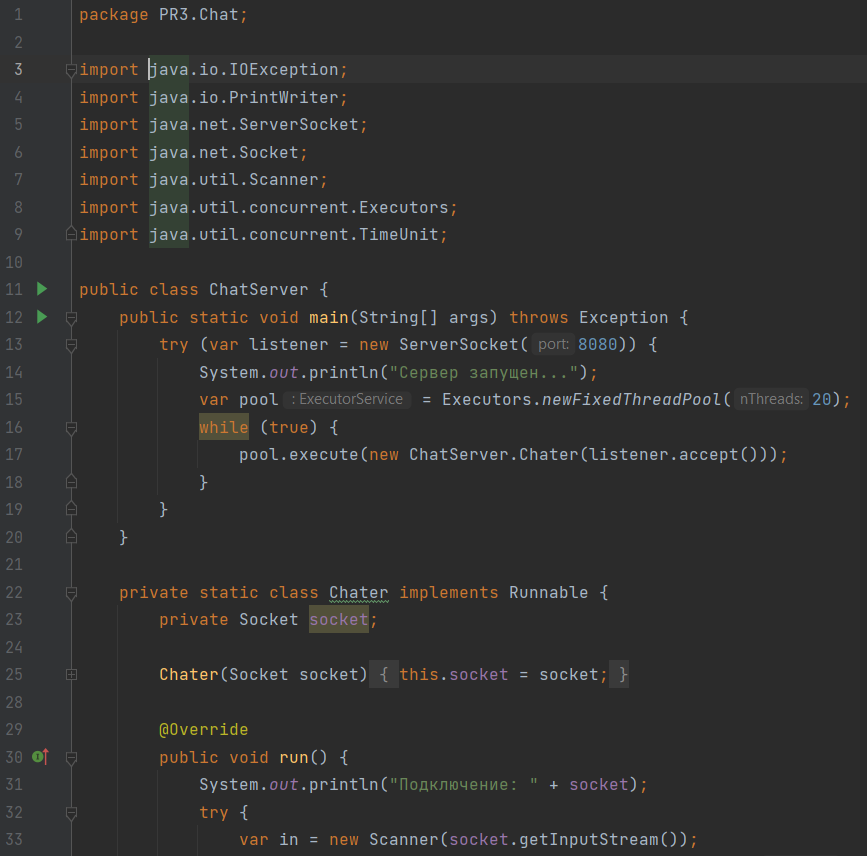 1 package PR3.Chat;
2
3 import java.io.IOException;
4 import java.io.PrintWriter;
5 import java.net.ServerSocket;
6 import java.net.Socket;
7 import java.util.Scanner;
8 import java.util.concurrent.Executors;
9 import java.util.concurrent.TimeUnit;
10
11 public class ChatServer {
12 public static void main(String[] args) throws Exception {
13 try (var listener = new ServerSocket( port: 8080)) {
14 System.out.println("Сервер запущен...");
15 var pool : ExecutorService = Executors.newFixedThreadPool( nThreads: 20);
16 while (true) {
17 pool.execute(new ChatServer.Chater(listener.accept()));
18 }
19 }
20 }
21
22 private static class Chater implements Runnable {
23 private Socket socket;
24
25 Chater(Socket socket) { this.socket = socket; }
28
29 @Override
30 public void run() {
31 System.out.println("Подключение: " + socket);
32 try {
33 var in = new Scanner(socket.getInputStream());